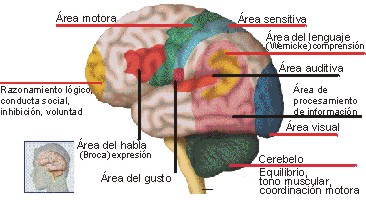 Área motora
Área sensitiva
Área del lenguaje
(Wernicke) comprensión
Área auditiva
Razonamiento lógico,
conducta social,
inhibición, voluntad
Área de
procesamiento
de información
Área visual
Área del habla
(Broca) expresión
Área del gusto
Cerebelo
Equilibrio,
tono muscular,
coordinación motora